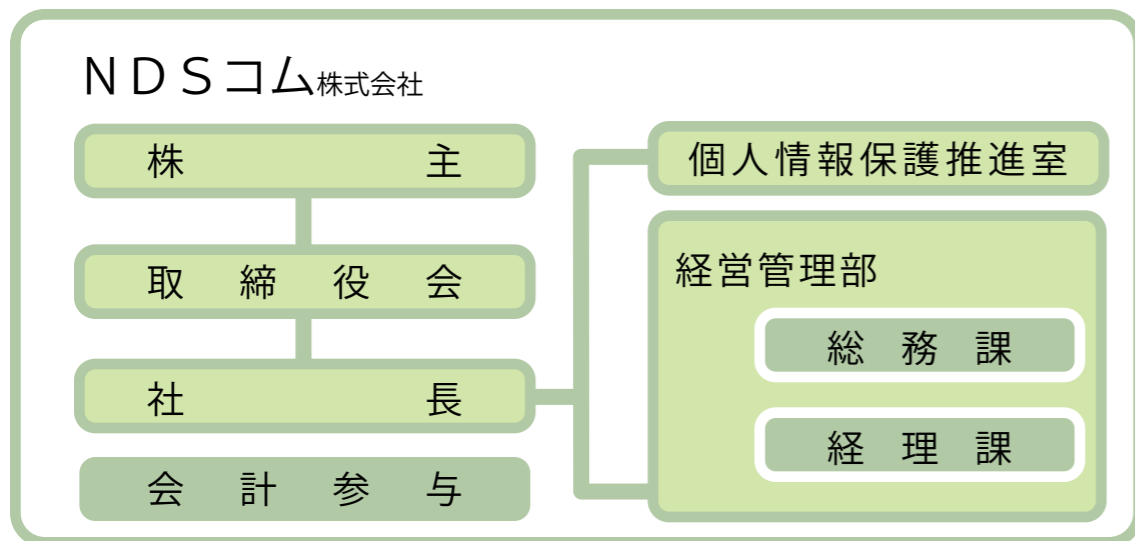 ＮＤＳコム株式会社
株主
取締役会
社長
会計参与
個人情報保護推進室
経営管理部
総務課
経理課